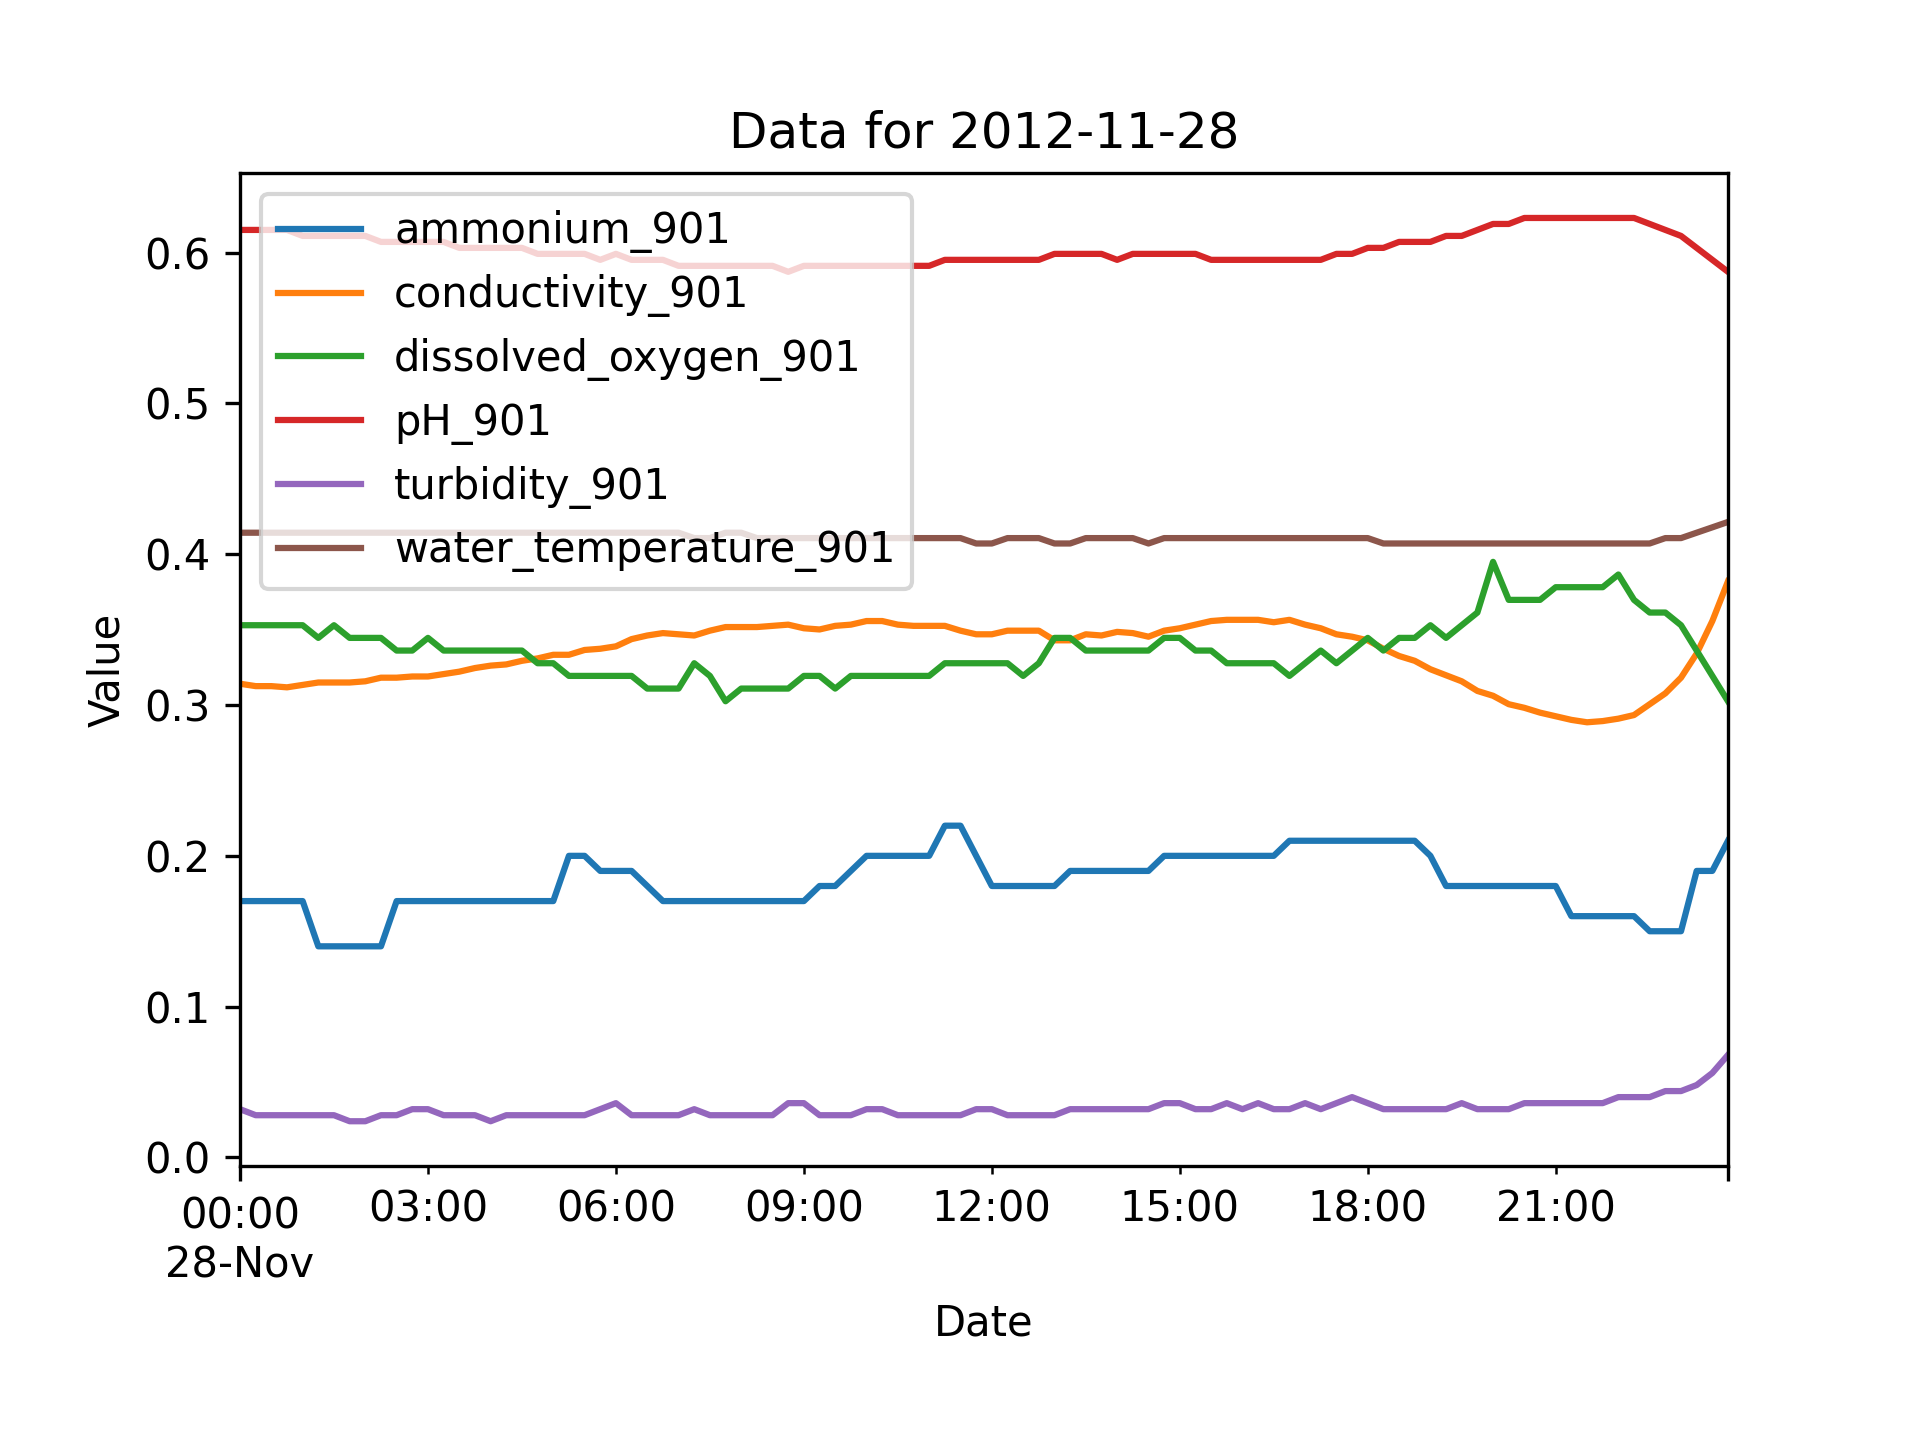 Data for 2012-11-28
ammonium_901
conductivity_901
dissolved_oxygen_901
pH_901
turbidity_901
water_temperature_901
Value
0.6
0.5
0.4
0.3
0.2
0.1
0.0
00:00 03:00 06:00 09:00 12:00 15:00 18:00 21:00
28-Nov
Date